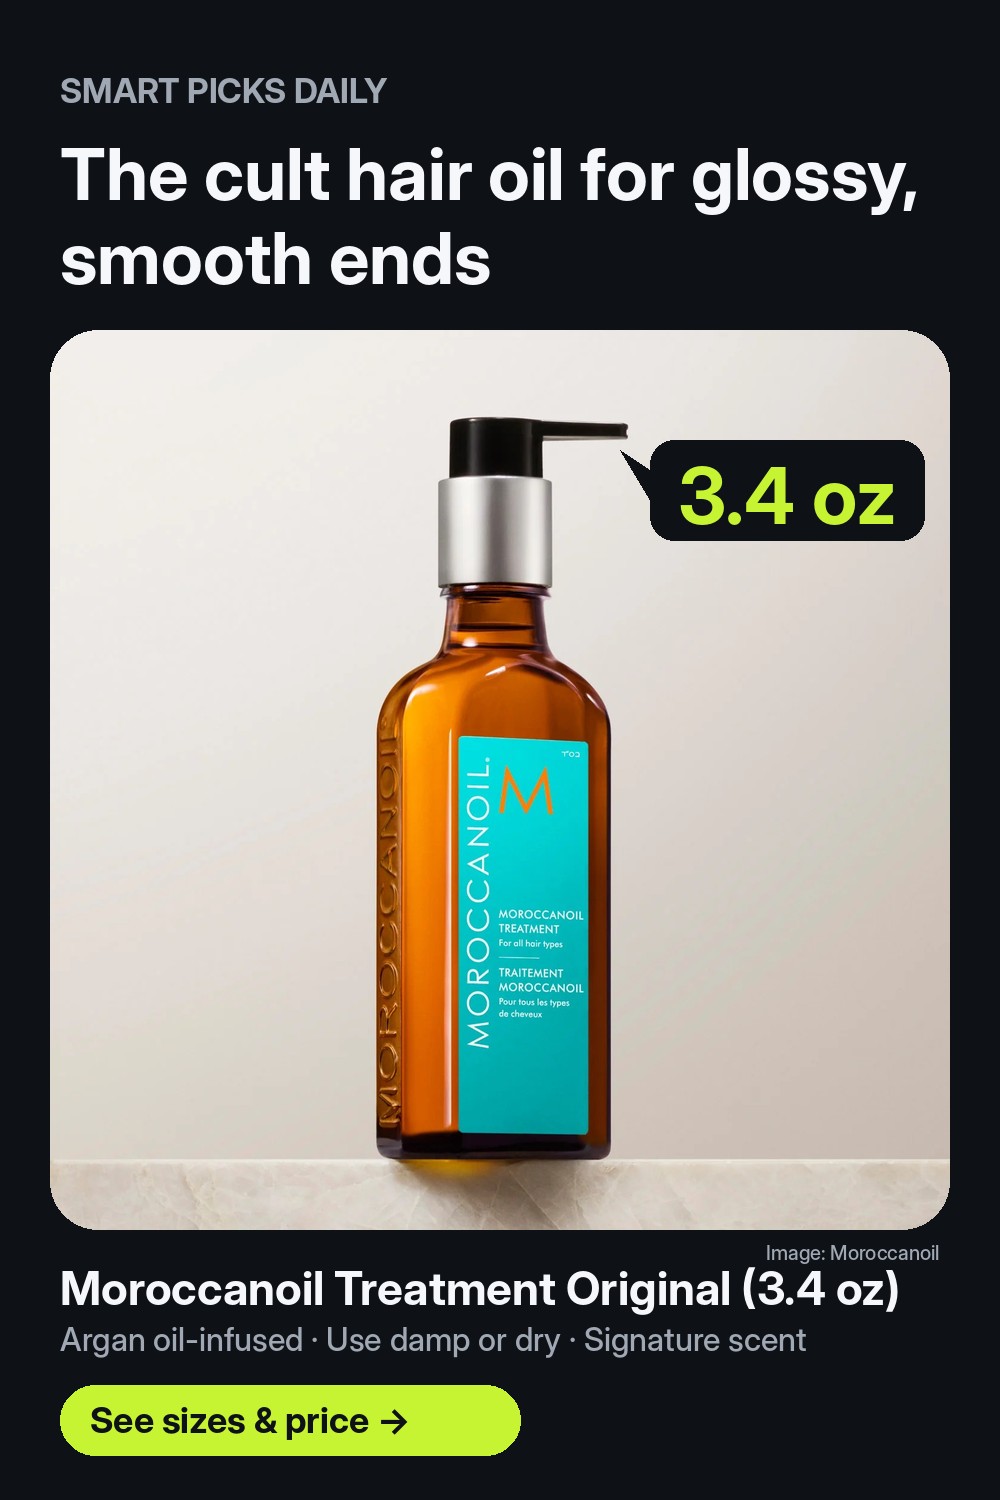 SMART PICKS DAILY
The cult hair oil for glossy,
smooth ends
3.4 oz
MOROCCANOIL
MOROCCANOIL®
M
MOROCCANOIL
TREATMENT
For all hair types
TRAITEMENT
MOROCCANOIL
Pour tous les types
de cheveux
Image: Moroccanoil
Moroccanoil Treatment Original (3.4 oz)
Argan oil-infused · Use damp or dry · Signature scent
See sizes & price →